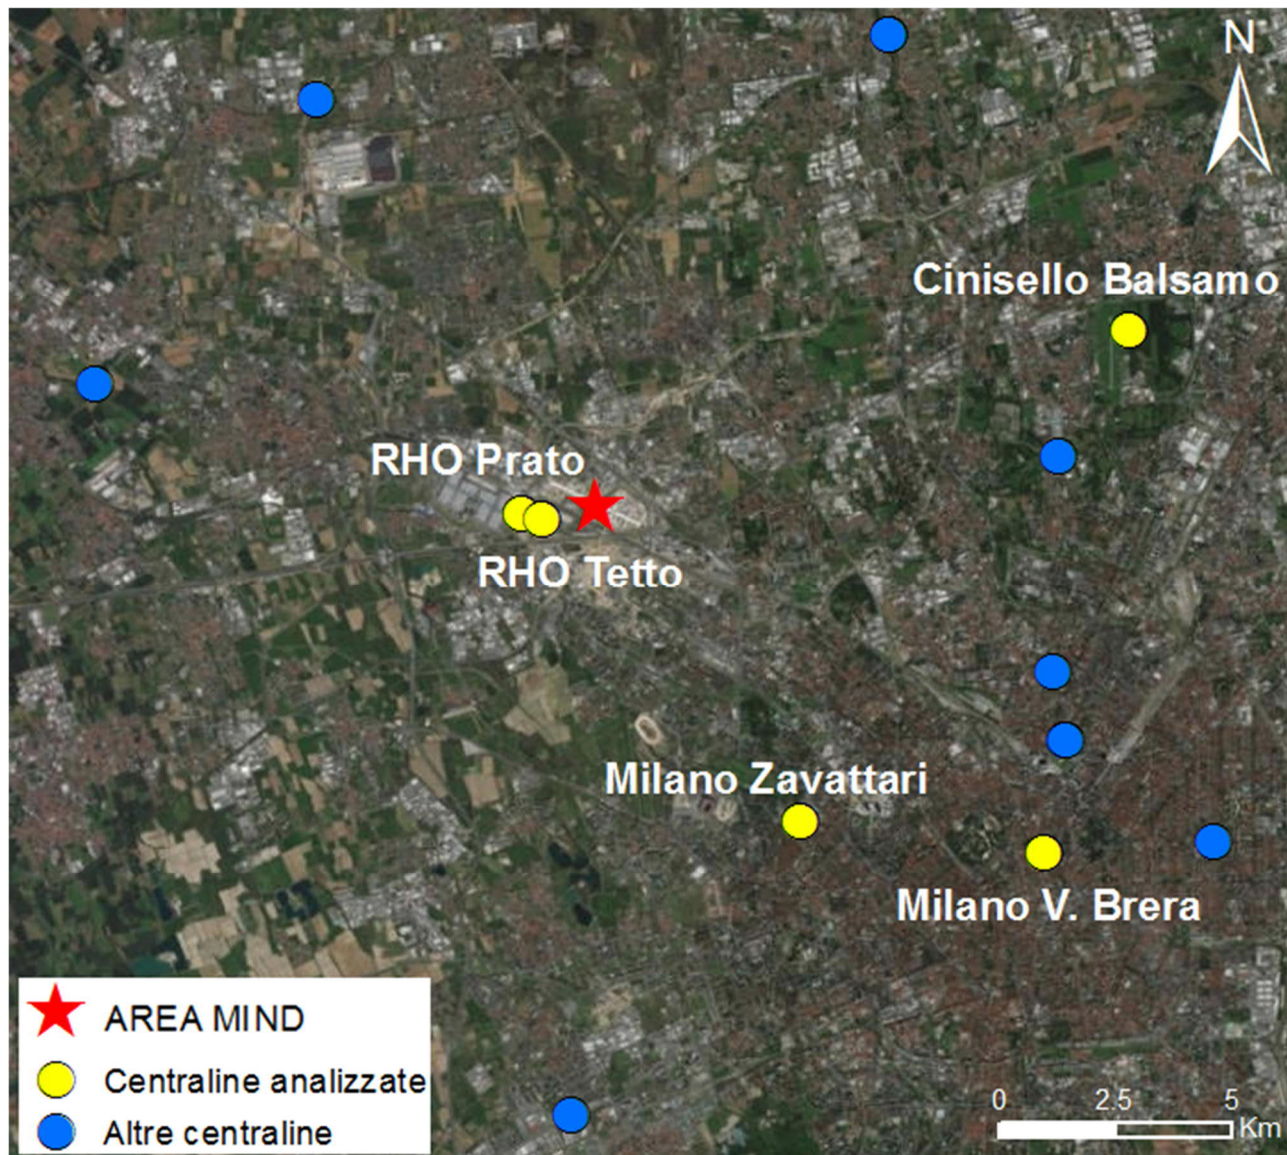 N
Cinisello Balsamo
RHO Prato
RHO Tetto
Milano Zavattari
Milano V. Brera
AREA MIND
Centraline analizzate
Altre centraline
0 2.5 5
Km